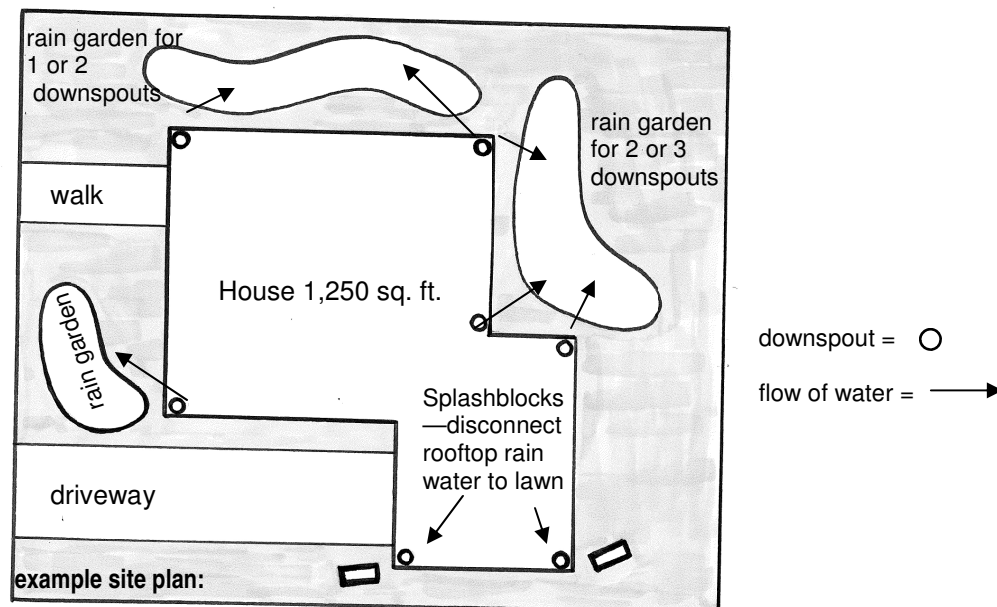 rain garden for
1 or 2
downspouts
rain garden
for 2 or 3
downspouts
walk
House 1,250 sq. ft.
rain garden
downspout =
flow of water =
Splashblocks
—disconnect
rooftop rain
water to lawn
driveway
example site plan: